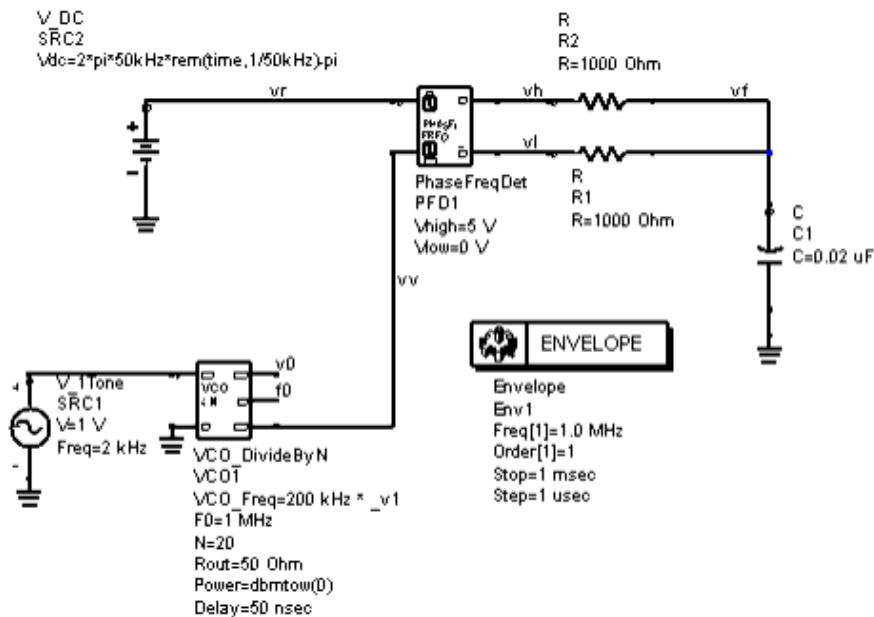 V_DC
SRC2
Vdc=2*pi*50kHz*rem(time,1/50kHz)-pi
R
R2
R=1000 Ohm
vr
vh
vf
vl
PhaseFreqDet
PFD1
Vhigh=5 V
Vlow=0 V
R
R1
R=1000 Ohm
C
C1
C=0.02 uF
vv
ENVELOPE
Envelope
Env1
Freq[1]=1.0 MHz
Order[1]=1
Stop=1 msec
Step=1 usec
V_1Tone
SRC1
V=1 V
Freq=2 kHz
v0
f0
VCO
VCO_DivideByN
VCO1
VCO_Freq=200 kHz * _v1
F0=1 MHz
N=20
Rout=50 Ohm
Power=dbmtow(0)
Delay=50 nsec